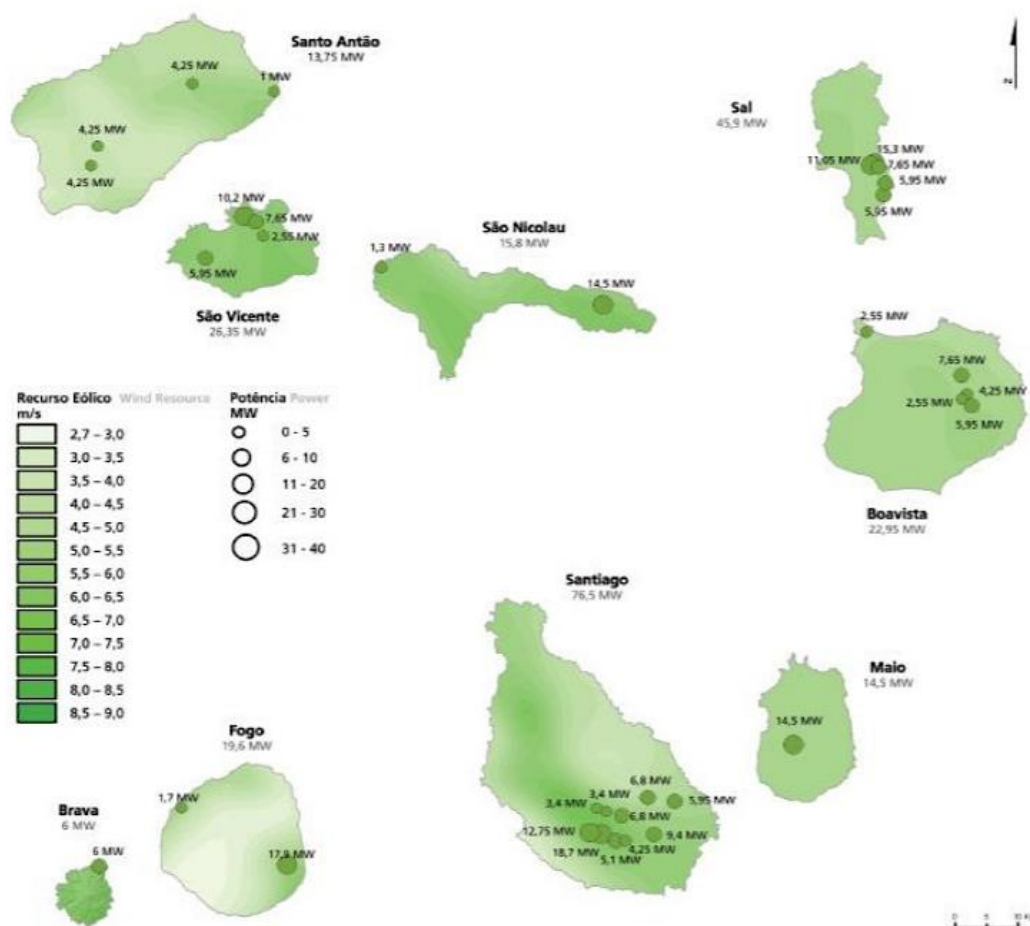 Santo Antão
13,75 MW
4,25 MW
1 MW
4,25 MW
4,25 MW
N
Sal
45,9 MW
15,3 MW
11,05 MW
7,65 MW
5,95 MW
5,95 MW
10,2 MW
7,65 MW
2,55 MW
5,95 MW
São Vicente
26,35 MW
São Nicolau
15,8 MW
1,3 MW
14,5 MW
2,55 MW
7,65 MW
4,25 MW
2,55 MW
5,95 MW
Boavista
22,95 MW
Recurso Eólico Wind Resource
m/s
2,7 – 3,0
3,0 – 3,5
3,5 – 4,0
4,0 – 4,5
4,5 – 5,0
5,0 – 5,5
5,5 – 6,0
6,0 – 6,5
6,5 – 7,0
7,0 – 7,5
7,5 – 8,0
8,0 – 8,5
8,5 – 9,0
Potência Power
MW
0 - 5
6 - 10
11 - 20
21 - 30
31 - 40
Santiago
76,5 MW
6,8 MW
3,4 MW
5,95 MW
3,4 MW
6,8 MW
12,75 MW
9,4 MW
18,7 MW
4,25 MW
5,1 MW
Maio
14,5 MW
14,5 MW
Fogo
19,6 MW
1,7 MW
17,9 MW
Brava
6 MW
6 MW
0 5 10